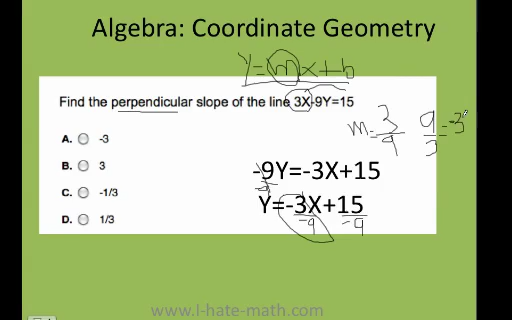 Algebra: Coordinate Geometry
y=mx+b
Find the perpendicular slope of the line 3X-9Y=15
m=3/9 9/3=-3
A. -3
B. 3
C. -1/3
D. 1/3
-9Y=-3X+15
-9
Y=-3X+15
-9 -9
www.I-hate-math.com